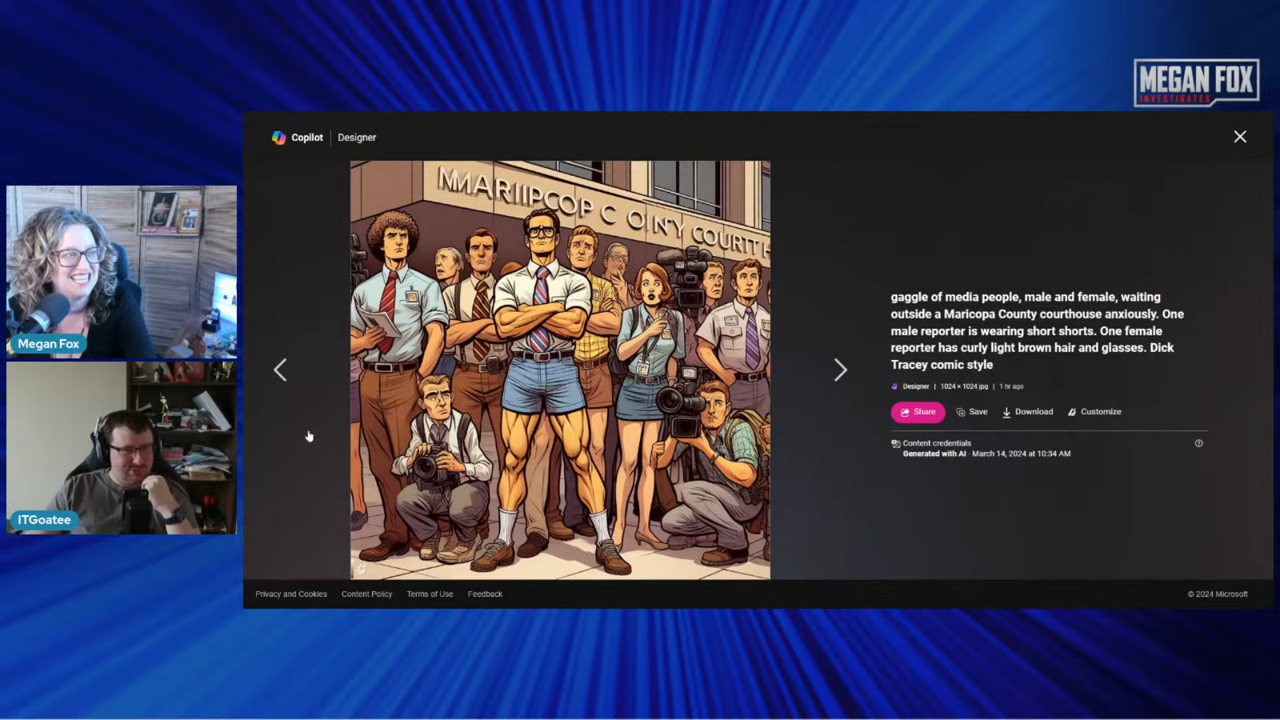 MEGAN FOX
INVESTIGATES
Copilot
Designer
MARIIPCOP C O NY COURTH
gaggle of media people, male and female, waiting
outside a Maricopa County courthouse anxiously. One
male reporter is wearing short shorts. One female
reporter has curly light brown hair and glasses. Dick
Tracey comic style
Designer | 1024 × 1024 jpg | 1 hr ago
Share
Save
Download
Customize
Content credentials
Generated with AI · March 14, 2024 at 10:34 AM
Megan Fox
ITGoatee
Privacy and Cookies
Content Policy
Terms of Use
Feedback
© 2024 Microsoft